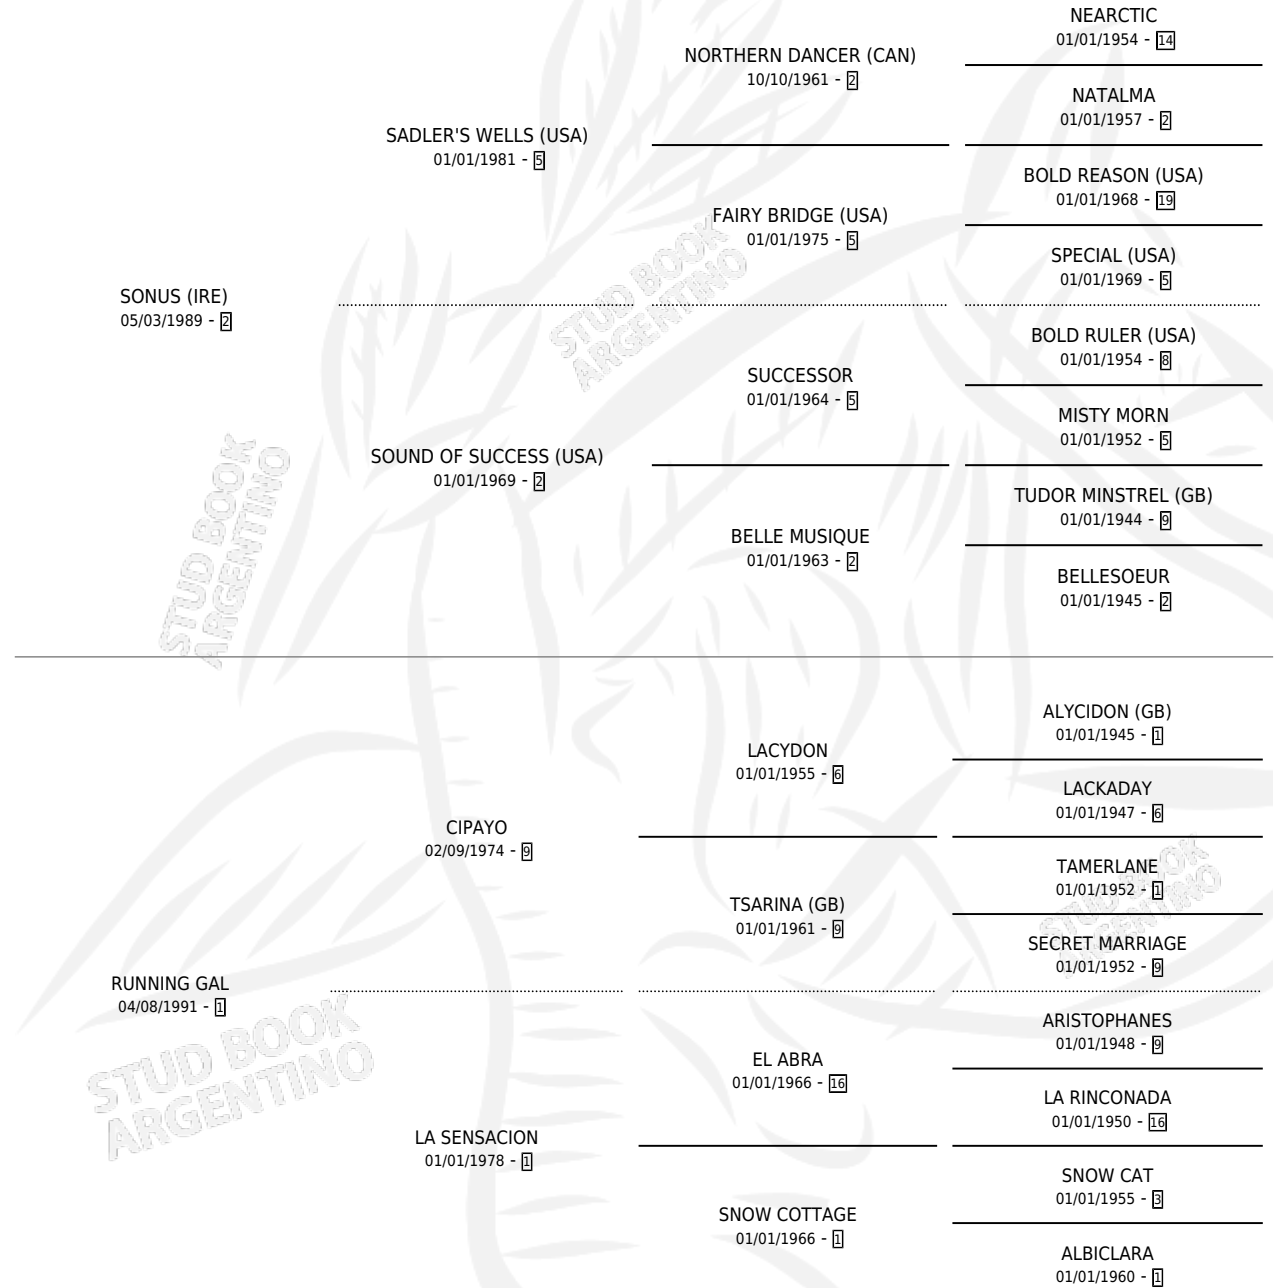 NEARCTIC
01/01/1954 - 14
NORTHERN DANCER (CAN)
10/10/1961 - 2
NATALMA
01/01/1957 - 2
SADLER'S WELLS (USA)
01/01/1981 - 5
BOLD REASON (USA)
01/01/1968 - 19
FAIRY BRIDGE (USA)
01/01/1975 - 5
SPECIAL (USA)
01/01/1969 - 5
SONUS (IRE)
05/03/1989 - 2
BOLD RULER (USA)
01/01/1954 - 8
SUCCESSOR
01/01/1964 - 5
MISTY MORN
01/01/1952 - 5
SOUND OF SUCCESS (USA)
01/01/1969 - 2
TUDOR MINSTREL (GB)
01/01/1944 - 9
BELLE MUSIQUE
01/01/1963 - 2
BELLESOEUR
01/01/1945 - 2
ALYCIDON (GB)
01/01/1945 - 1
LACYDON
01/01/1955 - 6
LACKADAY
01/01/1947 - 6
CIPAYO
02/09/1974 - 9
TAMERLANE
01/01/1952 - 1
TSARINA (GB)
01/01/1961 - 9
SECRET MARRIAGE
01/01/1952 - 9
RUNNING GAL
04/08/1991 - 1
ARISTOPHANES
01/01/1948 - 9
EL ABRA
01/01/1966 - 16
LA RINCONADA
01/01/1950 - 16
LA SENSACION
01/01/1978 - 1
SNOW CAT
01/01/1955 - 3
SNOW COTTAGE
01/01/1966 - 1
ALBICLARA
01/01/1960 - 1
STUD BOOK
ARGENTINO
STUD BOOK
ARGENTINO
STUD BOOK
ARGENTINO
STUD BOOK
ARGENTINO